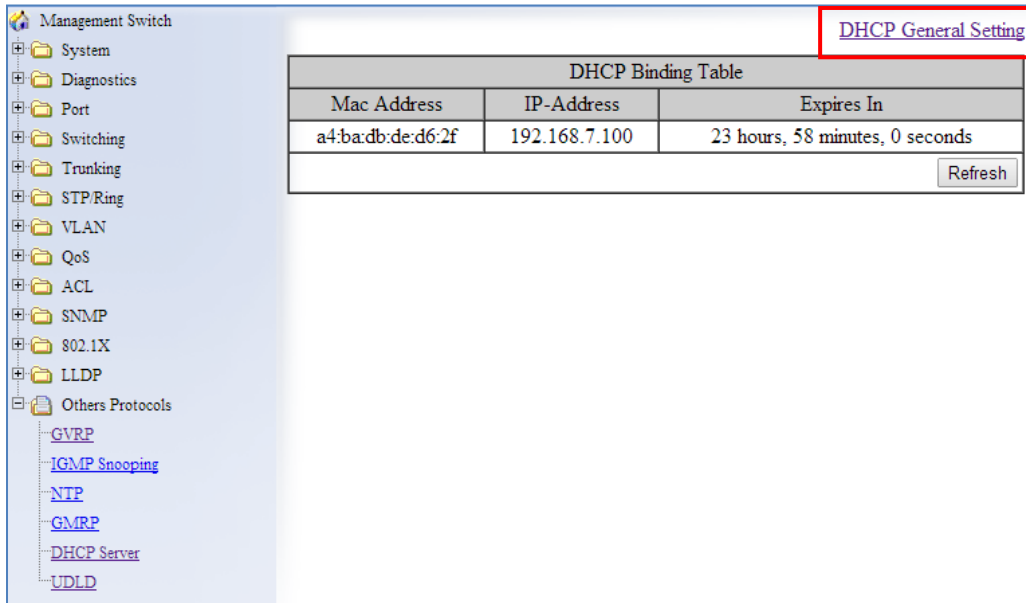 Management Switch
System
Diagnostics
Port
Switching
Trunking
STP/Ring
VLAN
QoS
ACL
SNMP
802.1X
LLDP
Others Protocols
GVRP
IGMP Snooping
NTP
GMRP
DHCP Server
UDLD
DHCP General Setting
DHCP Binding Table
Mac Address IP-Address Expires In
a4:ba:db:de:d6:2f 192.168.7.100 23 hours, 58 minutes, 0 seconds
Refresh